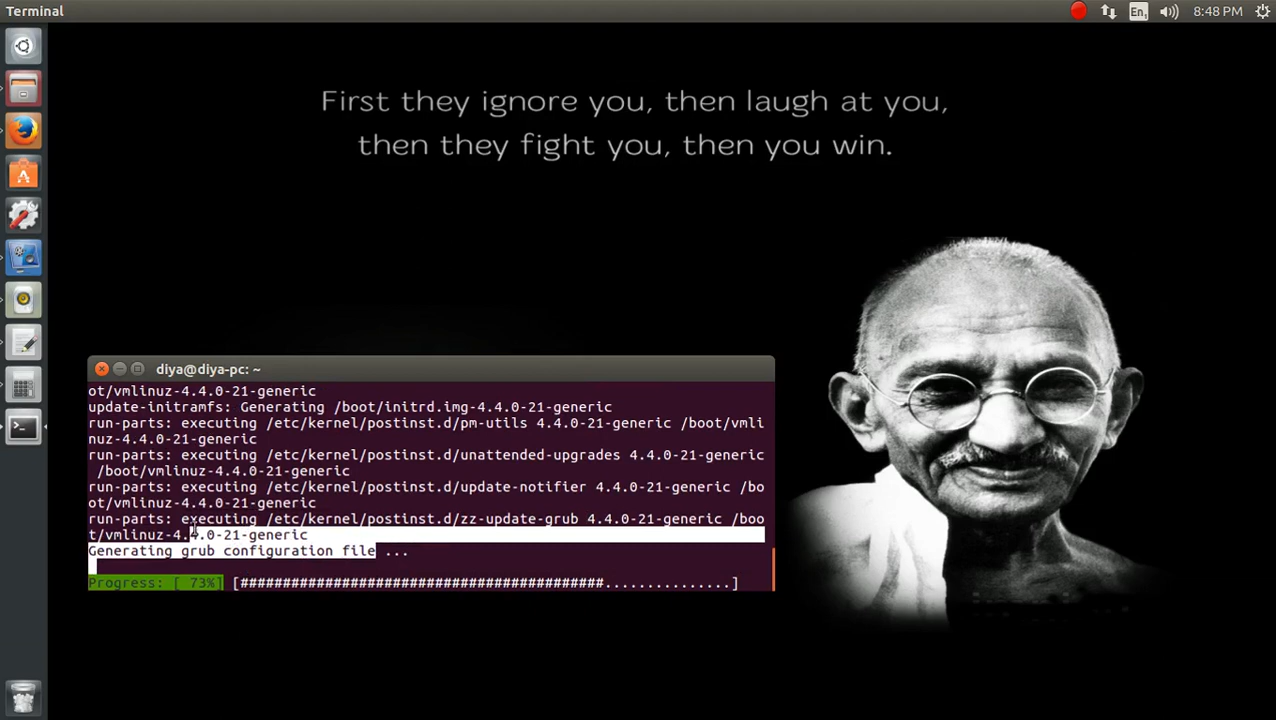 Terminal
En₁
8:48 PM
First they ignore you, then laugh at you,
then they fight you, then you win.
diya@diya-pc: ~
ot/vmlinuz-4.4.0-21-generic
update-initramfs: Generating /boot/initrd.img-4.4.0-21-generic
run-parts: executing /etc/kernel/postinst.d/pm-utils 4.4.0-21-generic /boot/vmli
nuz-4.4.0-21-generic
run-parts: executing /etc/kernel/postinst.d/unattended-upgrades 4.4.0-21-generic
/boot/vmlinuz-4.4.0-21-generic
run-parts: executing /etc/kernel/postinst.d/update-notifier 4.4.0-21-generic /bo
ot/vmlinuz-4.4.0-21-generic
run-parts: executing /etc/kernel/postinst.d/zz-update-grub 4.4.0-21-generic /boo
t/vmlinuz-4.4.0-21-generic
Generating grub configuration file ...
Progress: [ 73%] [###########################################...............]